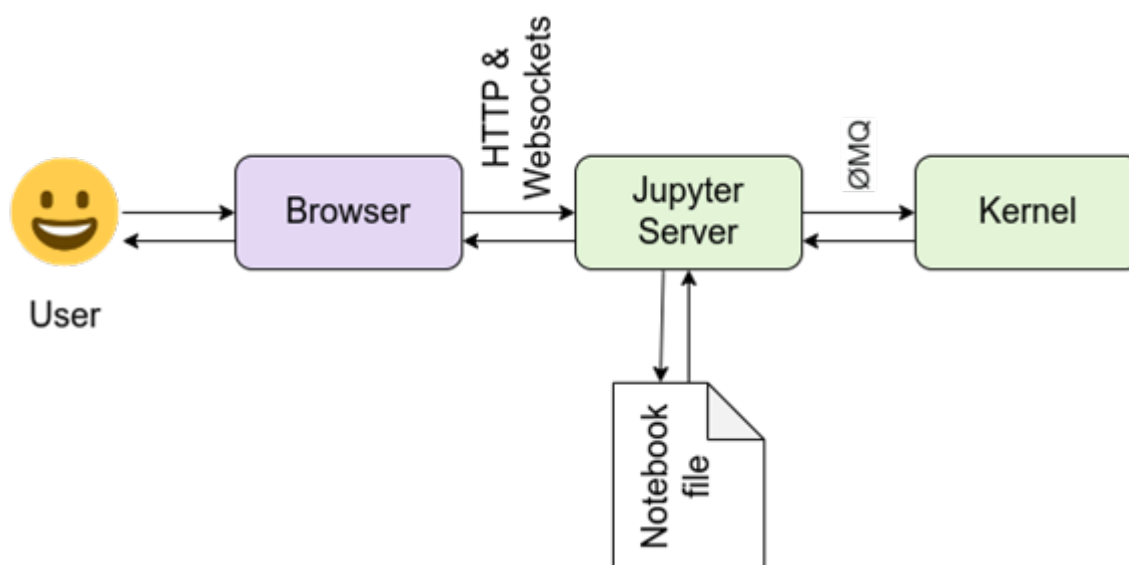 HTTP &
Websockets
ØMQ
Browser
Jupyter
Server
Kernel
User
Notebook
file